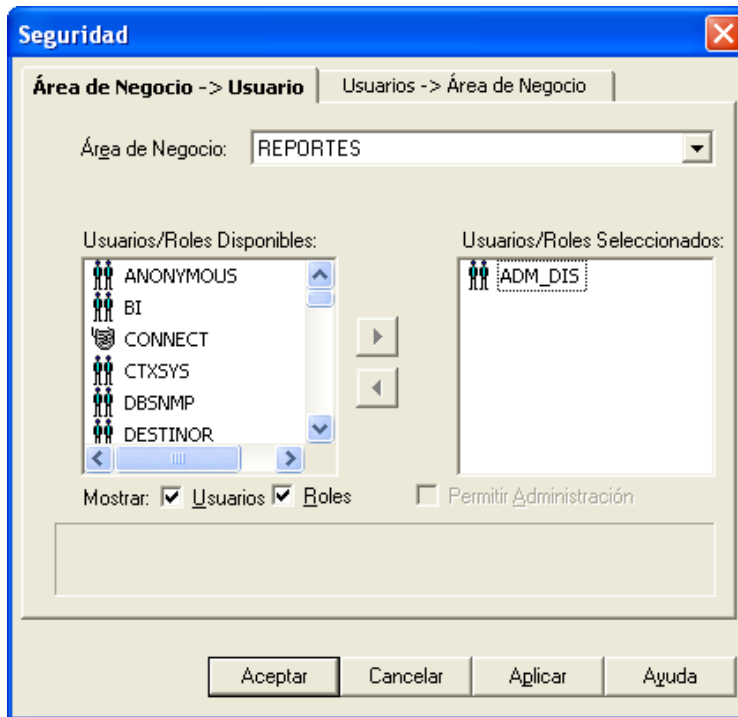 Seguridad
Área de Negocio -> Usuario
Usuarios -> Área de Negocio
Área de Negocio: REPORTES
Usuarios/Roles Disponibles:
Usuarios/Roles Seleccionados:
ANONYMOUS
BI
CONNECT
CTXSYS
DBSNMP
DESTINOR
ADM_DIS
Mostrar: Usuarios Roles
Permitir Administración
Aceptar Cancelar Aplicar Ayuda